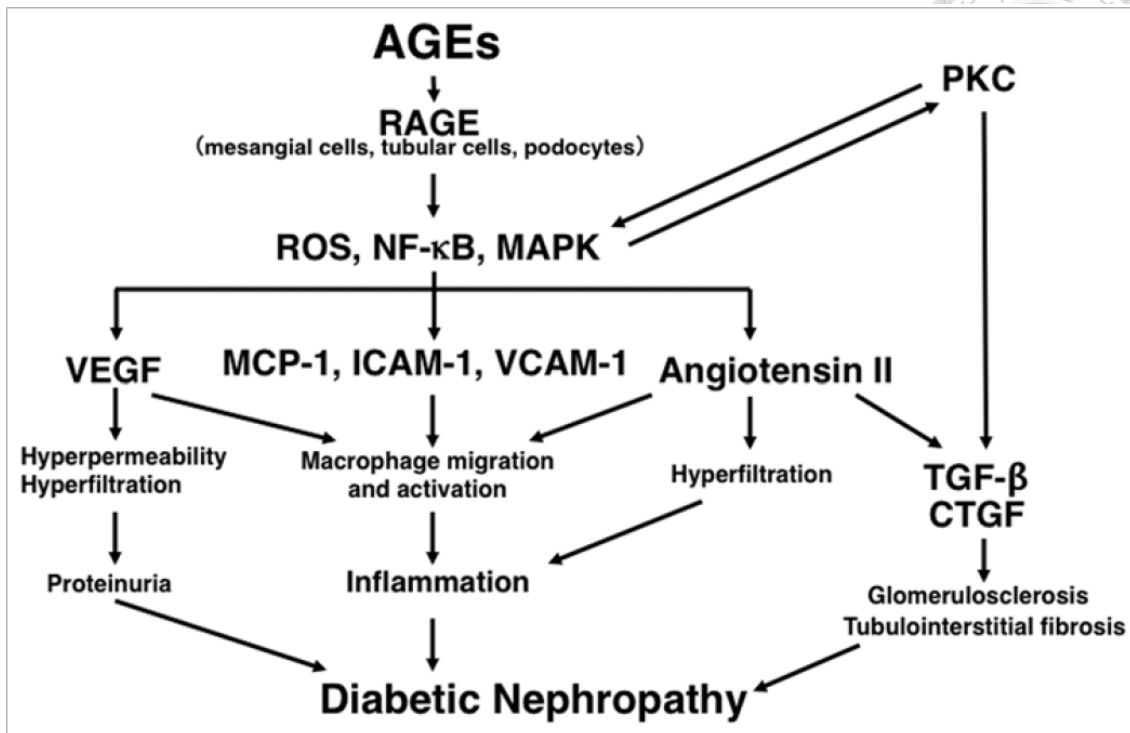 AGEs
PKC
RAGE
(mesangial cells, tubular cells, podocytes)
ROS, NF-κB, MAPK
VEGF
MCP-1, ICAM-1, VCAM-1
Angiotensin II
Hyperpermeability
Hyperfiltration
Macrophage migration
and activation
Hyperfiltration
TGF-β
CTGF
Proteinuria
Inflammation
Glomerulosclerosis
Tubulointerstitial fibrosis
Diabetic Nephropathy